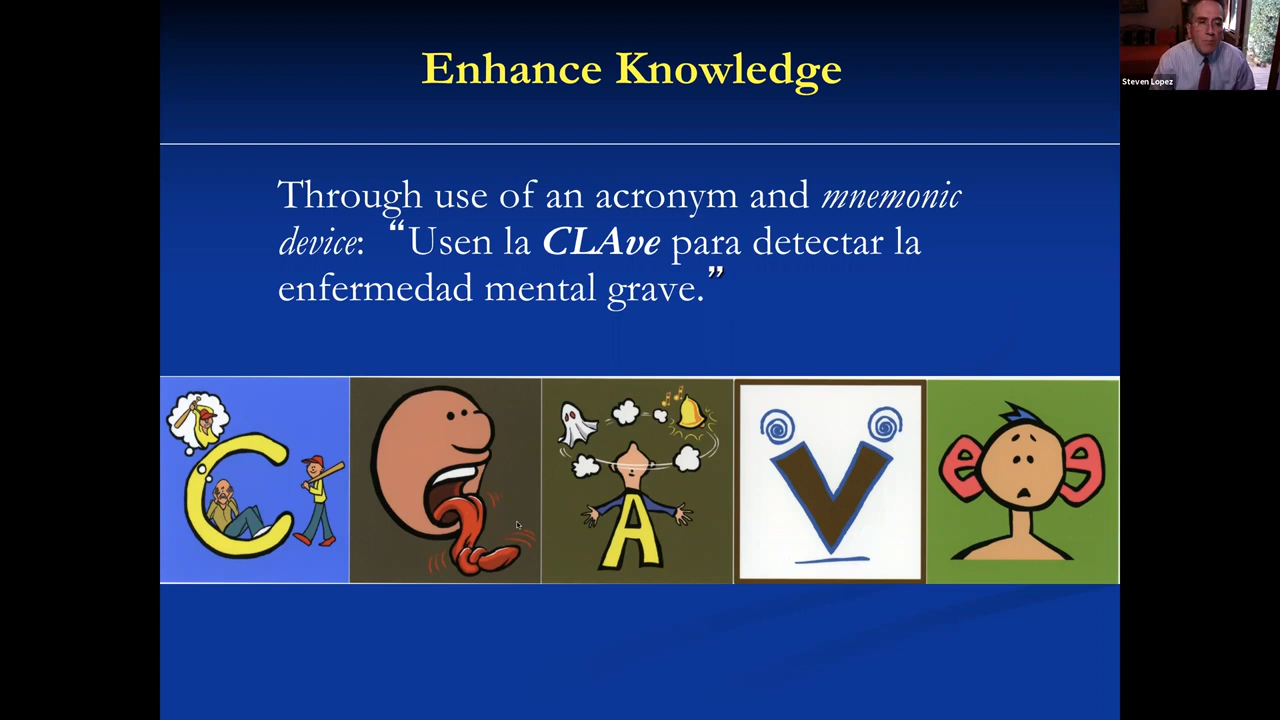 Enhance Knowledge
Steven Lopez
Through use of an acronym and mnemonic
device: “Usen la CLAve para detectar la
enfermedad mental grave.”
C L A V e e